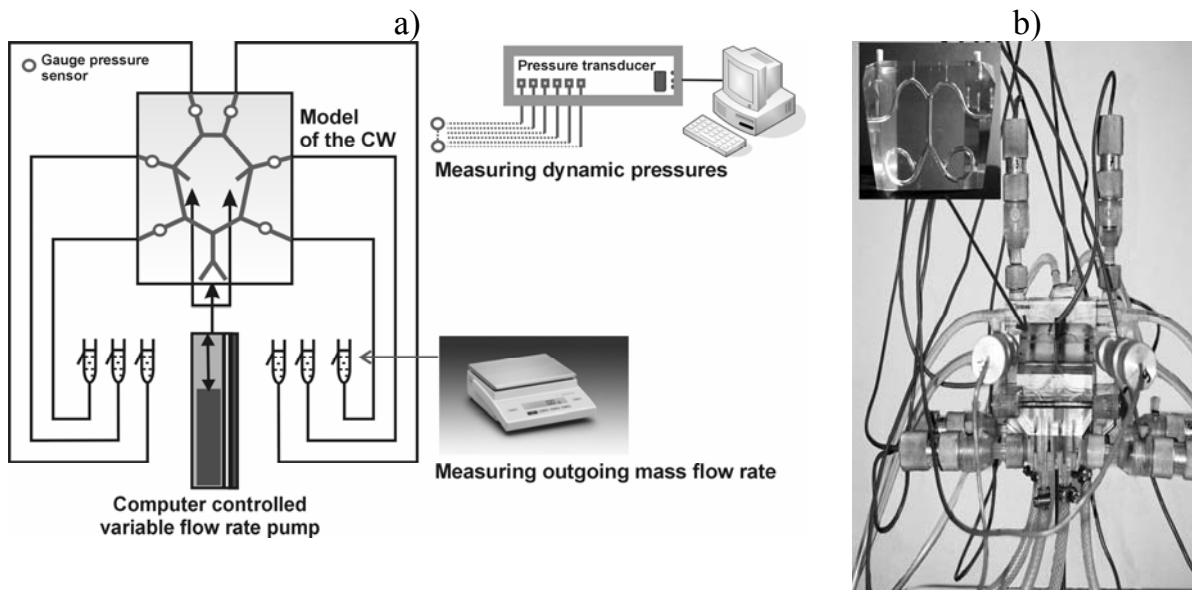 a)
b)
Gauge pressure
sensor
Model
of the CW
Pressure transducer
Measuring dynamic pressures
Measuring outgoing mass flow rate
Computer controlled
variable flow rate pump